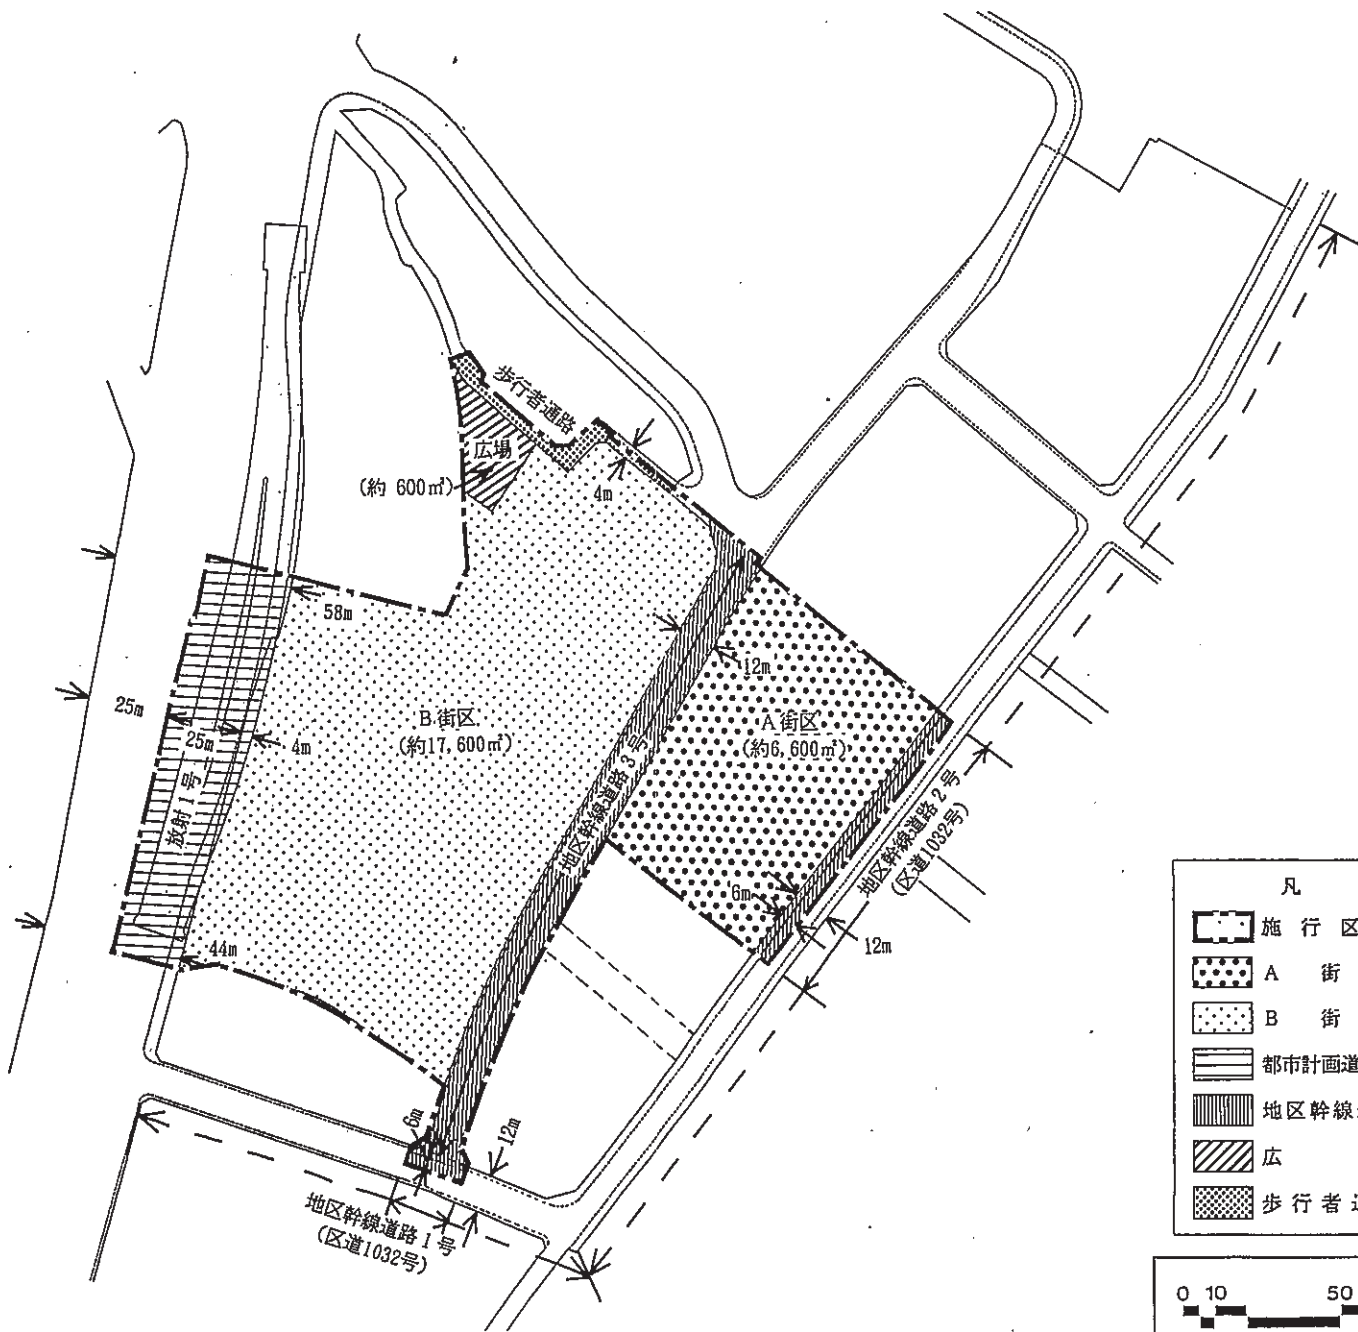 歩行者通路
広場
(約 600㎡)
4m
58m
12m
25m
25m
4m
放射1号
B 街区
(約17,600㎡)
地区幹線道路3号
A 街区
(約6,600㎡)
地区幹線道路2号
(区道1032号)
6m
12m
44m
6m
12m
地区幹線道路1号
(区道1032号)
凡
施 行 区
A 街
B 街
都市計画道
地区幹線
広
歩 行 者
0 10 50